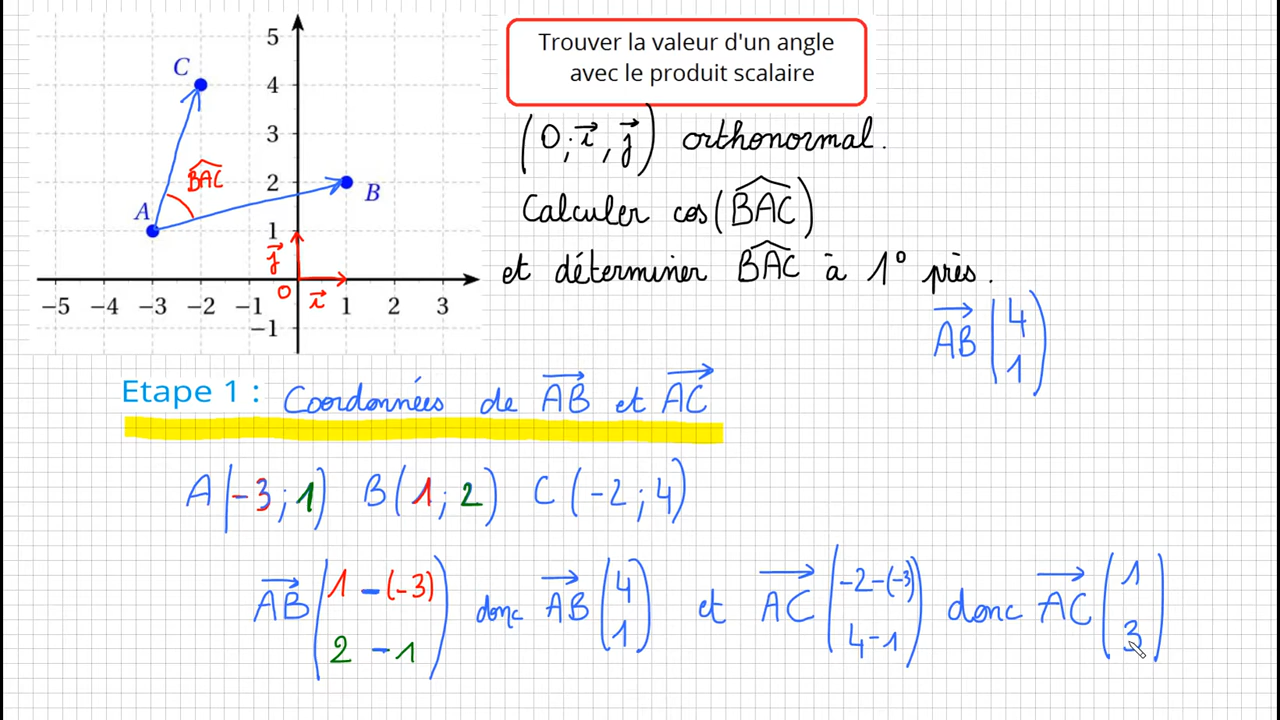 Trouver la valeur d'un angle
avec le produit scalaire
5
C
4
3
BAC
2
B
A
1
j
O
i
−5 −4 −3 −2 −1 1 2 3
−1
(O; i, j) orthonormal.
Calculer cos(BAC)
et déterminer BAC à 1° près.
AB (4
1)
Etape 1 : Coordonnées de AB et AC
A(-3; 1) B(1; 2) C(-2; 4)
AB (1 - (-3) donc AB (4 et AC (-2-(-3) donc AC (1
2 - 1) 1) 4-1) 3)